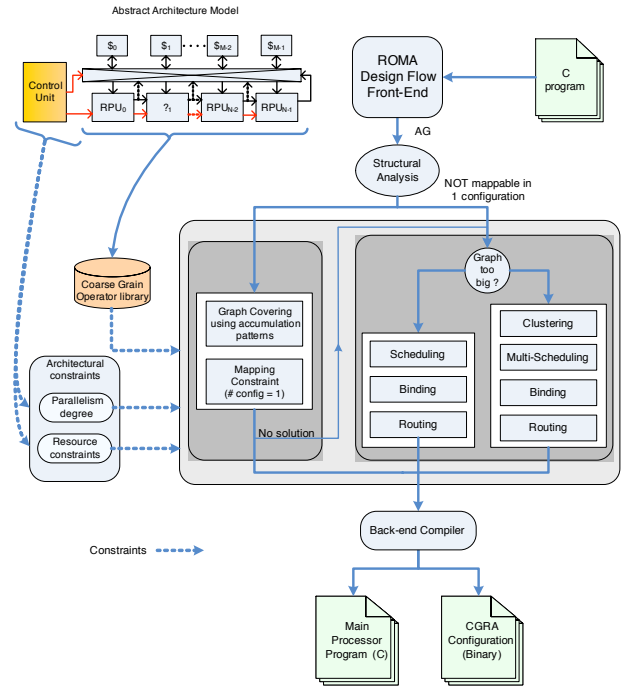 Abstract Architecture Model
$0 $1 $M-2 $M-1
Control
Unit
RPU0 ?1 RPUN-2 RPUN-1
ROMA
Design Flow
Front-End
C
program
AG
Structural
Analysis
NOT mappable in
1 configuration
Graph
too
big ?
Coarse Grain
Operator library
Graph Covering
using accumulation
patterns
Mapping
Constraint
(# config = 1)
No solution
Scheduling
Binding
Routing
Clustering
Multi-Scheduling
Binding
Routing
Architectural
constraints
Parallelism
degree
Resource
constraints
Back-end Compiler
Constraints
Main
Processor
Program (C)
CGRA
Configuration
(Binary)